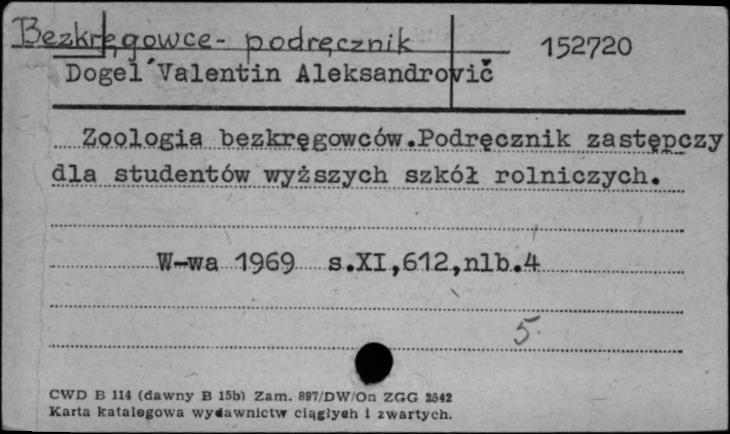 Bezkręgowce - podręcznik 152720
Dogel´Valentin Aleksandrovič
Zoologia bezkręgowców.Podręcznik zastępczy
dla studentów wyższych szkół rolniczych.
W-wa 1969 s.XI,612,nlb.4
5.
CWD B 114 (dawny B 15b) Zam. 897/DW/On ZGG 2542
Karta katalogowa wydawnictw ciągłych i zwartych.